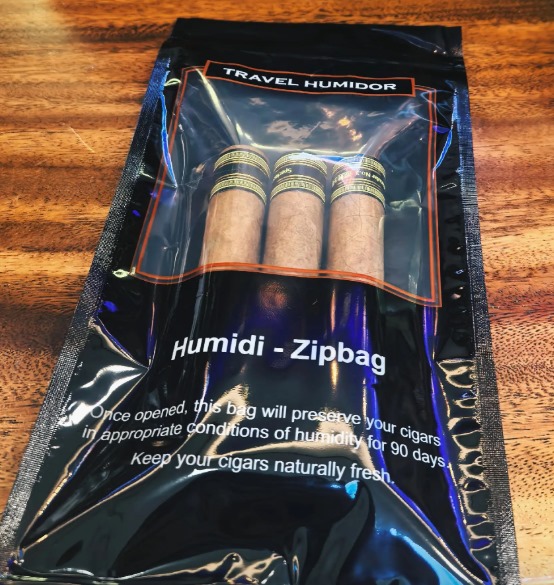 TRAVEL HUMIDOR
Humidi - Zipbag
Once opened, this bag will preserve your cigars
in appropriate conditions of humidity for 90 days.
Keep your cigars naturally fresh.